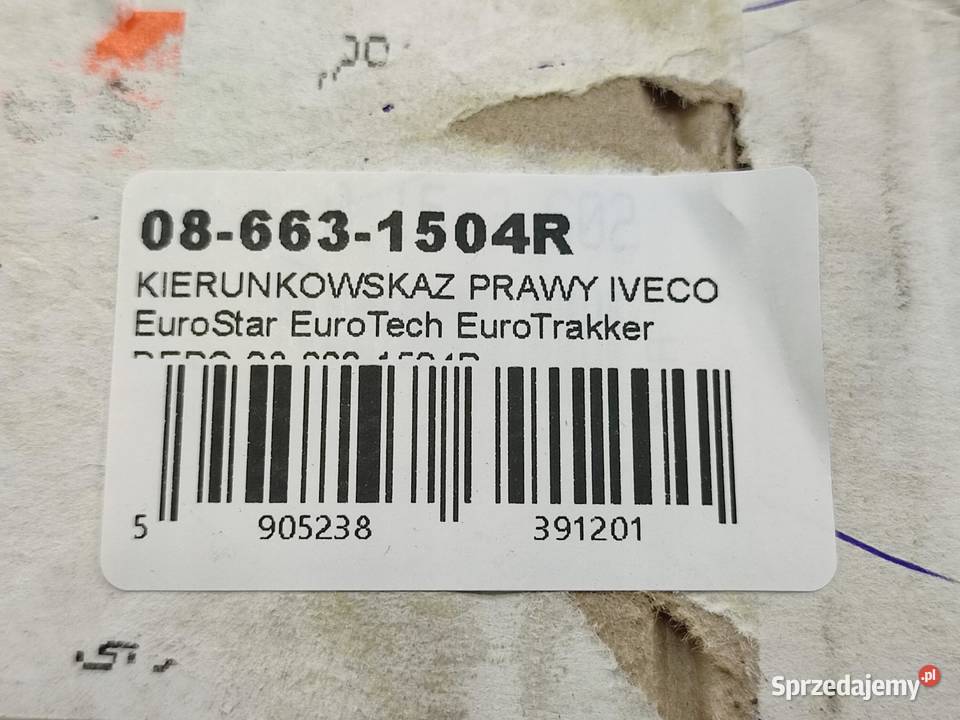 08-663-1504R
KIERUNKOWSKAZ PRAWY IVECO
EuroStar EuroTech EuroTrakker
5 905238 391201
Sprzedajemy.pl